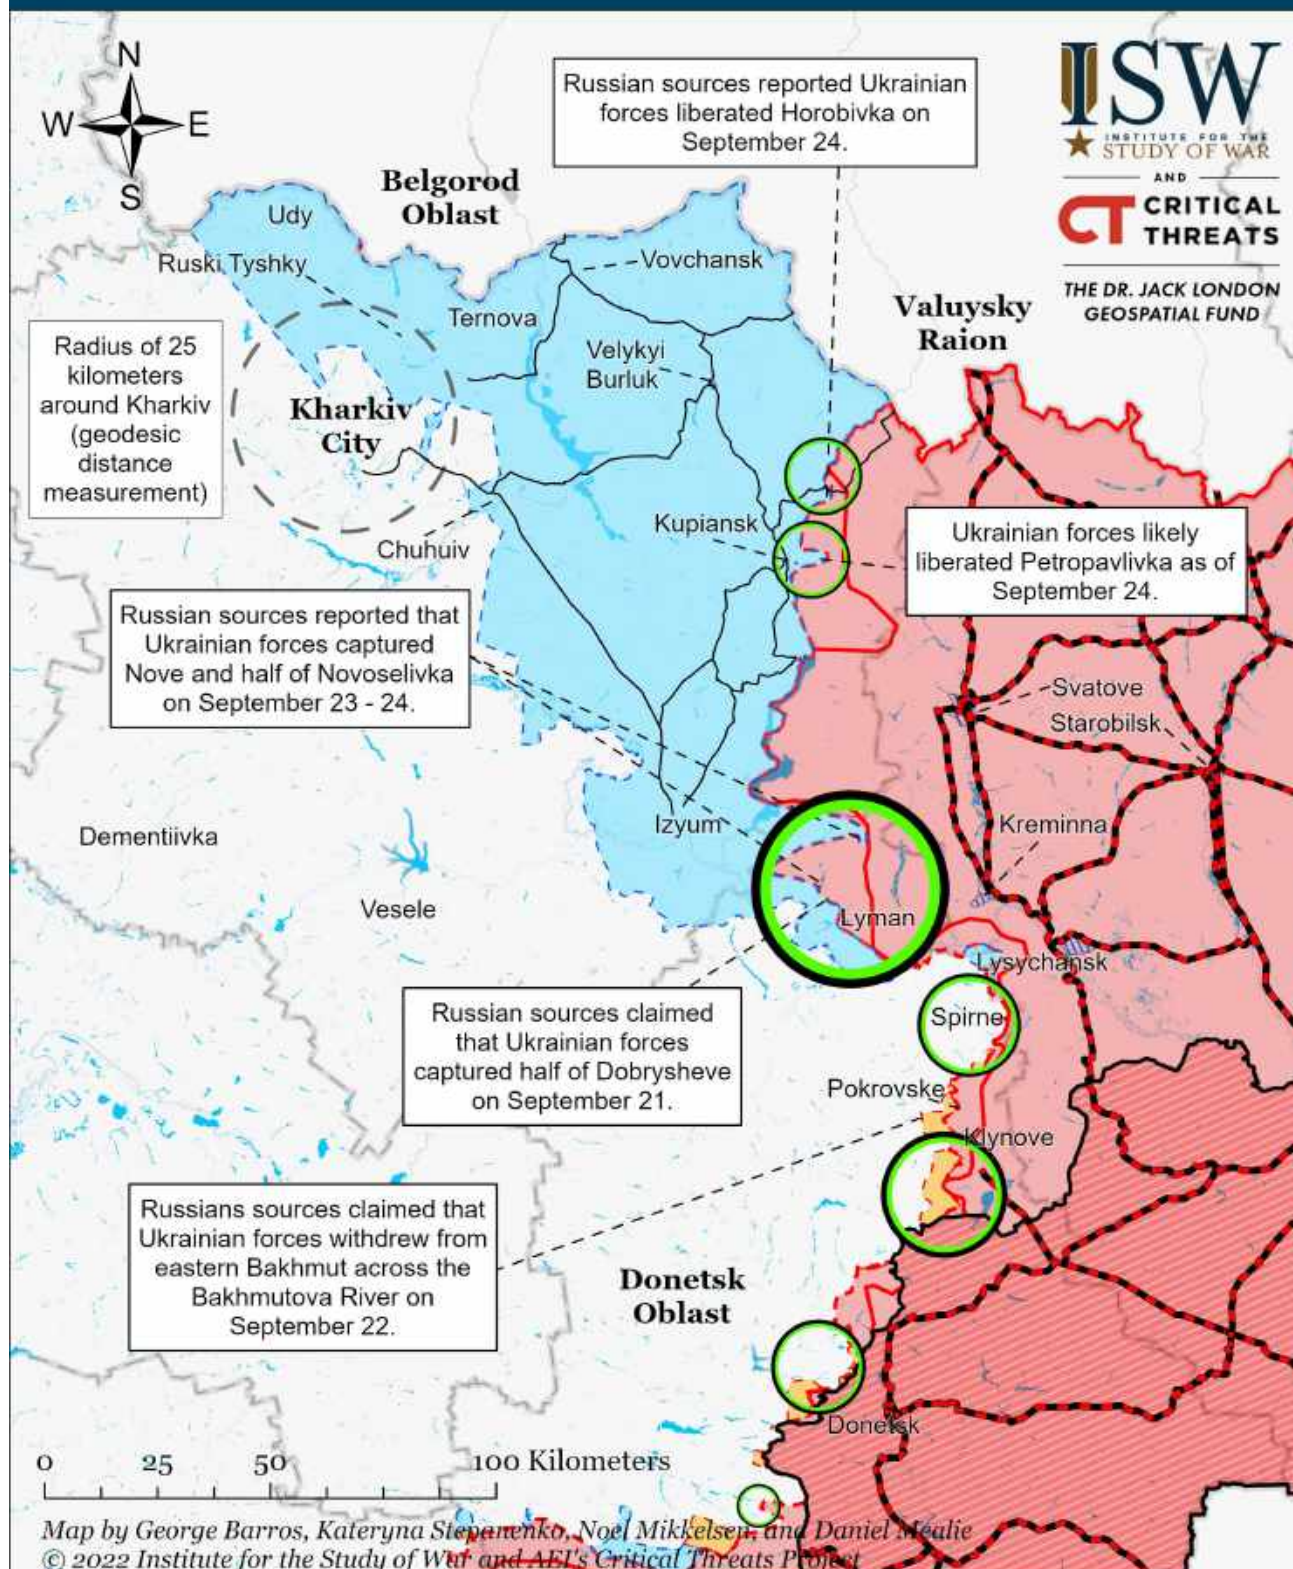 N
W
E
S
Russian sources reported Ukrainian
forces liberated Horobivka on
September 24.
ISW
INSTITUTE FOR THE
STUDY OF WAR
AND
CT CRITICAL
THREATS
THE DR. JACK LONDON
GEOSPATIAL FUND
Belgorod
Oblast
Udy
Ruski Tyshky
Vovchansk
Ternova
Valuysky
Raion
Radius of 25
kilometers
around Kharkiv
(geodesic
distance
measurement)
Velykyi
Burluk
Kharkiv
City
Kupiansk
Chuhuiv
Ukrainian forces likely
liberated Petropavlivka as of
September 24.
Russian sources reported that
Ukrainian forces captured
Nove and half of Novoselivka
on September 23 - 24.
Svatove
Starobilsk
Dementiivka
Izyum
Kreminna
Vesele
Lyman
Lysychansk
Russian sources claimed
that Ukrainian forces
captured half of Dobrysheve
on September 21.
Spirne
Pokrovske
Klynove
Russians sources claimed that
Ukrainian forces withdrew from
eastern Bakhmut across the
Bakhmutova River on
September 22.
Donetsk
Oblast
Donetsk
0 25 50 100 Kilometers
Map by George Barros, Kateryna Stepanenko, Noel Mikkelsen, and Daniel Mealie
© 2022 Institute for the Study of War and AEI's Critical Threats Project